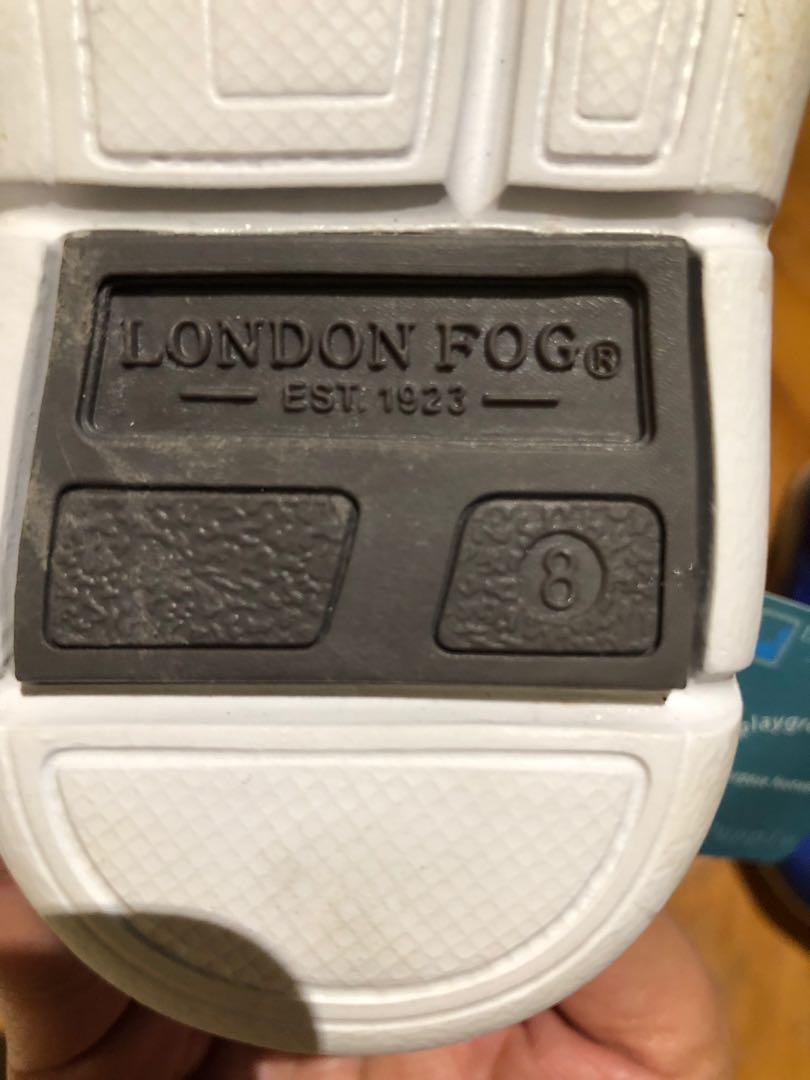 LONDON FOG®
EST. 1923
8